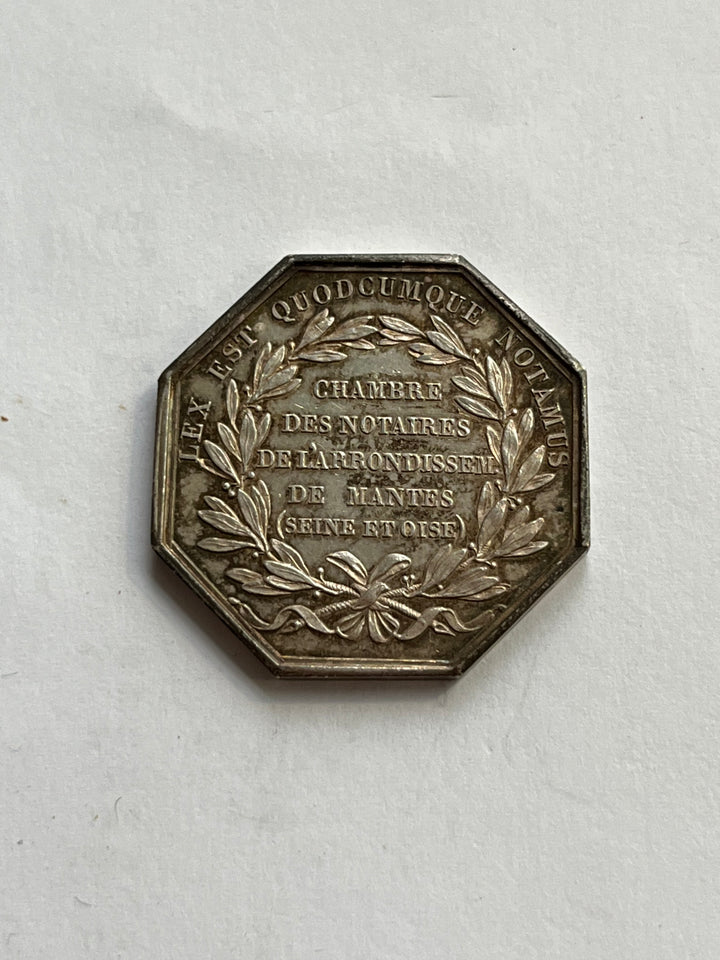 LEX EST QUODCUMQUE NOTAMUS
CHAMBRE
DES NOTAIRES
DE L'ARRONDISSEM.
DE MANTES
(SEINE ET OISE)